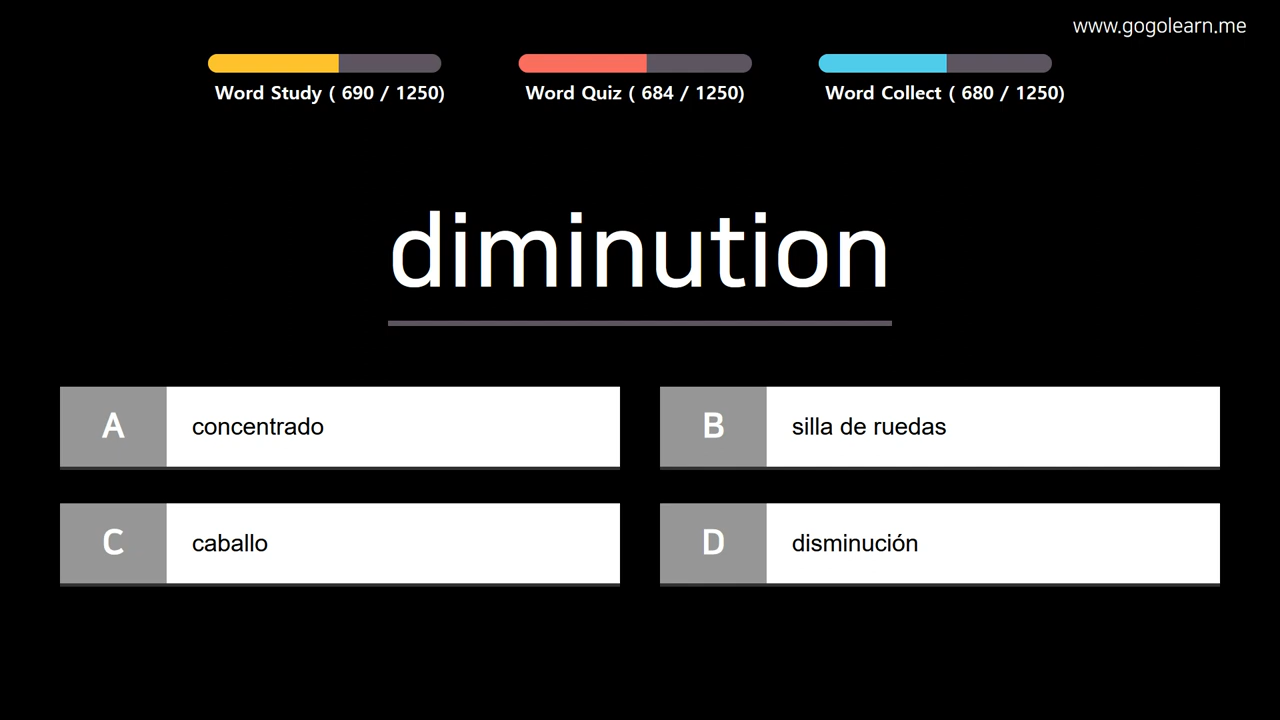 www.gogolearn.me
Word Study ( 690 / 1250)
Word Quiz ( 684 / 1250)
Word Collect ( 680 / 1250)
diminution
A concentrado
B silla de ruedas
C caballo
D disminución